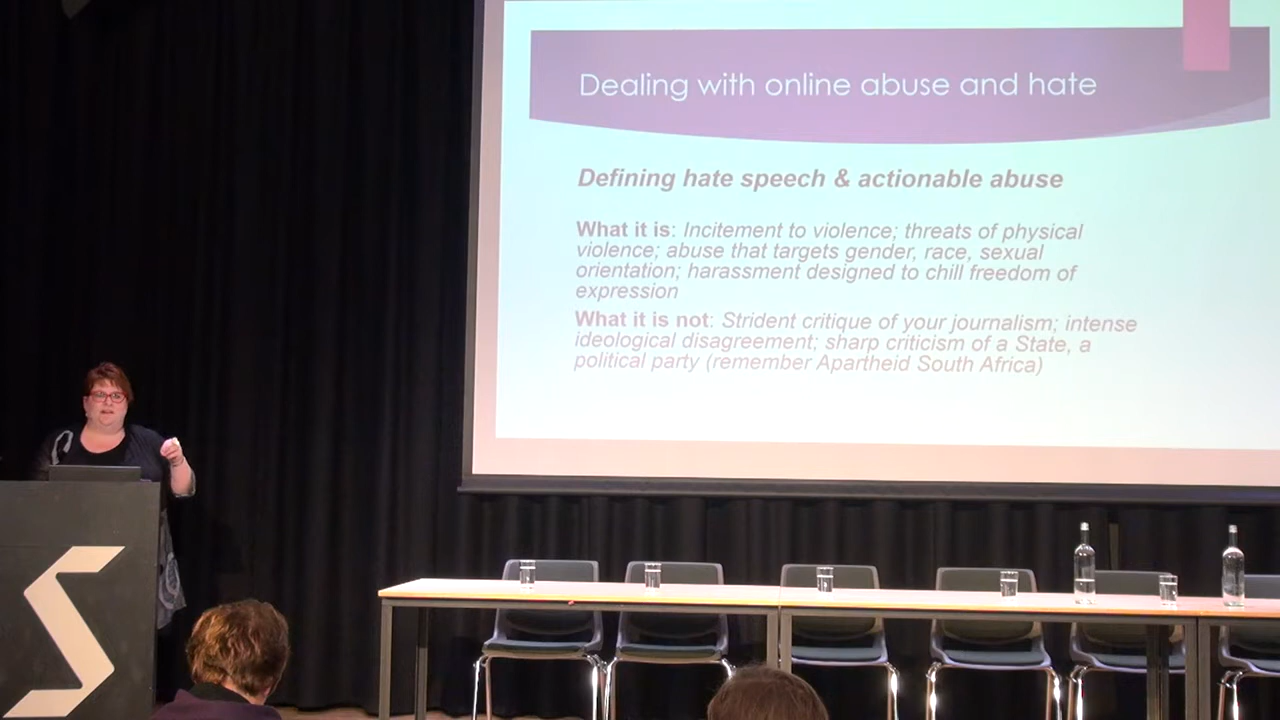 Dealing with online abuse and hate
Defining hate speech & actionable abuse
What it is: Incitement to violence; threats of physical
violence; abuse that targets gender, race, sexual
orientation; harassment designed to chill freedom of
expression
What it is not: Strident critique of your journalism; intense
ideological disagreement; sharp criticism of a State, a
political party (remember Apartheid South Africa)